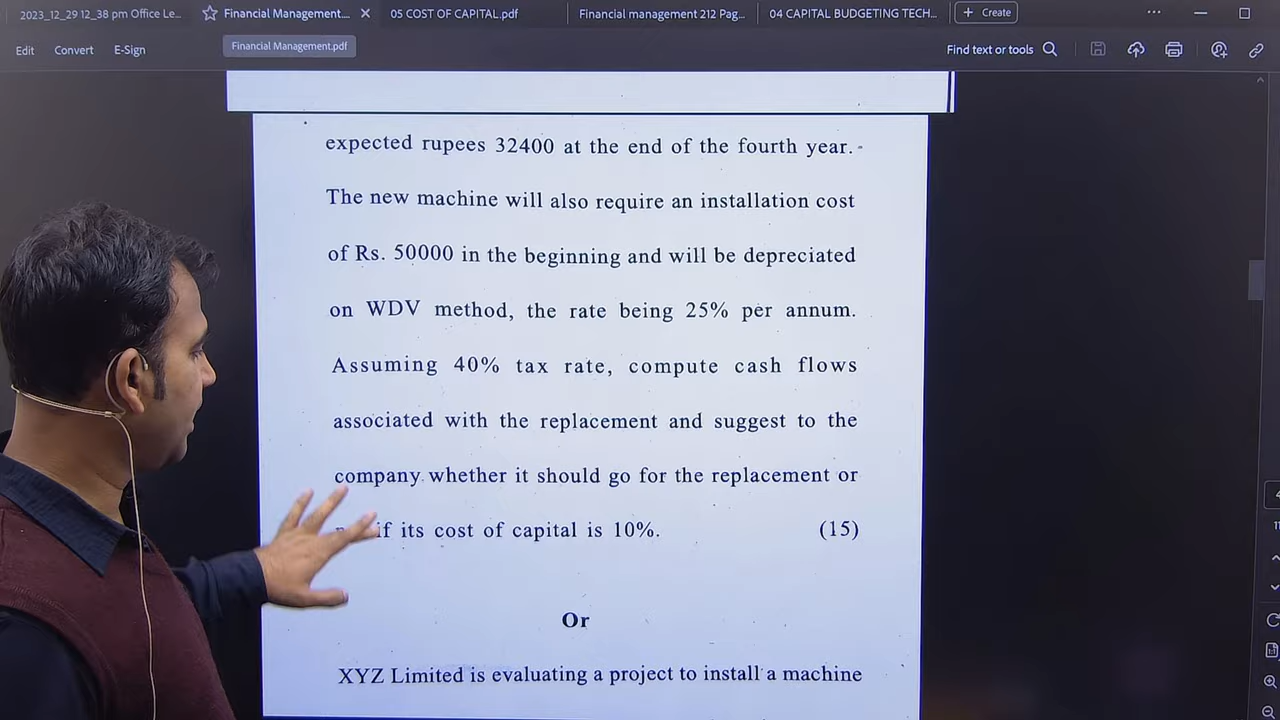 2023_12_29 12_38 pm Office Le...
Financial Management....
05 COST OF CAPITAL.pdf
Financial management 212 Pag...
04 CAPITAL BUDGETING TECH...
+ Create
Edit
Convert
E-Sign
Financial Management.pdf
Find text or tools
expected rupees 32400 at the end of the fourth year.
The new machine will also require an installation cost
of Rs. 50000 in the beginning and will be depreciated
on WDV method, the rate being 25% per annum.
Assuming 40% tax rate, compute cash flows
associated with the replacement and suggest to the
company whether it should go for the replacement or
if its cost of capital is 10%. (15)
Or
XYZ Limited is evaluating a project to install a machine